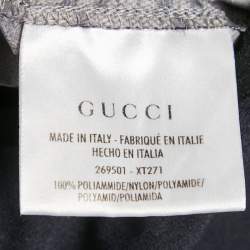 GUCCI
MADE IN ITALY - FABRIQUÉ EN ITALIE
HECHO EN ITALIA
269501 - XT271
100% POLIAMMIDE/NYLON/POLYAMIDE/
POLYAMID/POLIAMIDA